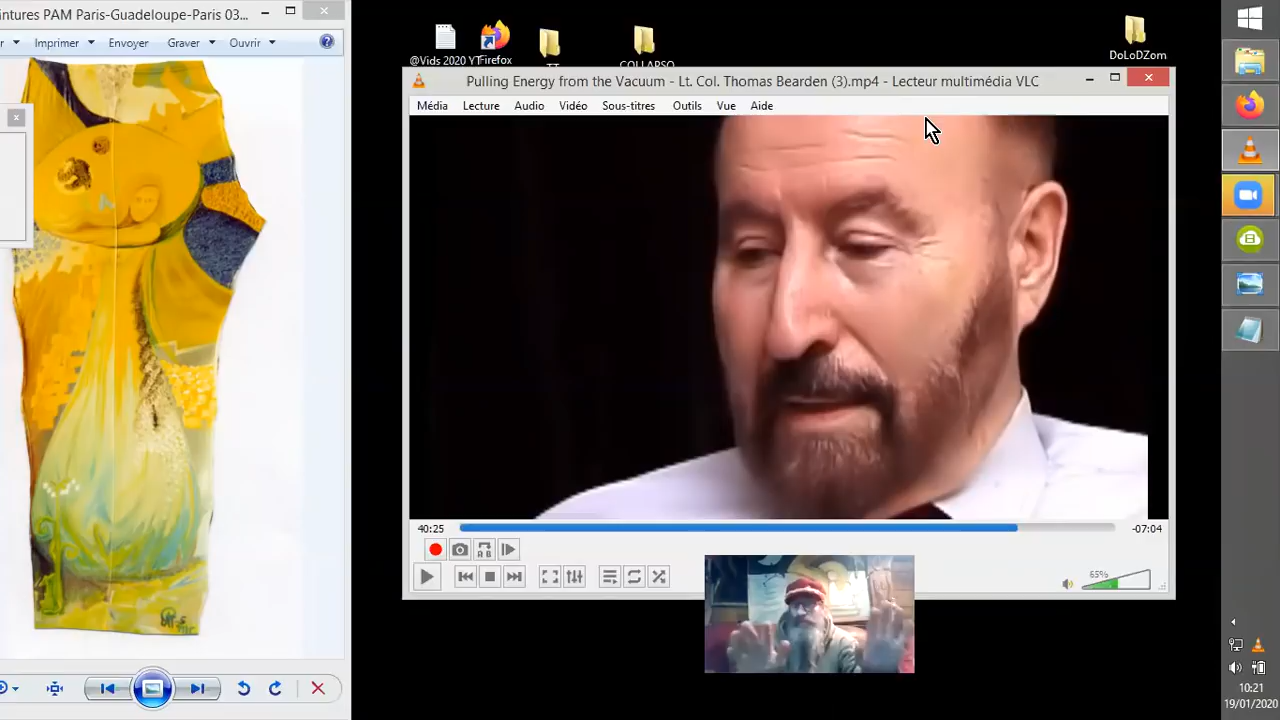 intures PAM Paris-Guadeloupe-Paris 03...
Imprimer Envoyer Graver Ouvrir
@Vids 2020 YT
Firefox
TT
COLLAPSO
DoLoDZom
Pulling Energy from the Vacuum - Lt. Col. Thomas Bearden (3).mp4 - Lecteur multimédia VLC
Média Lecture Audio Vidéo Sous-titres Outils Vue Aide
40:25
-07:04
65%
10:21
19/01/2020